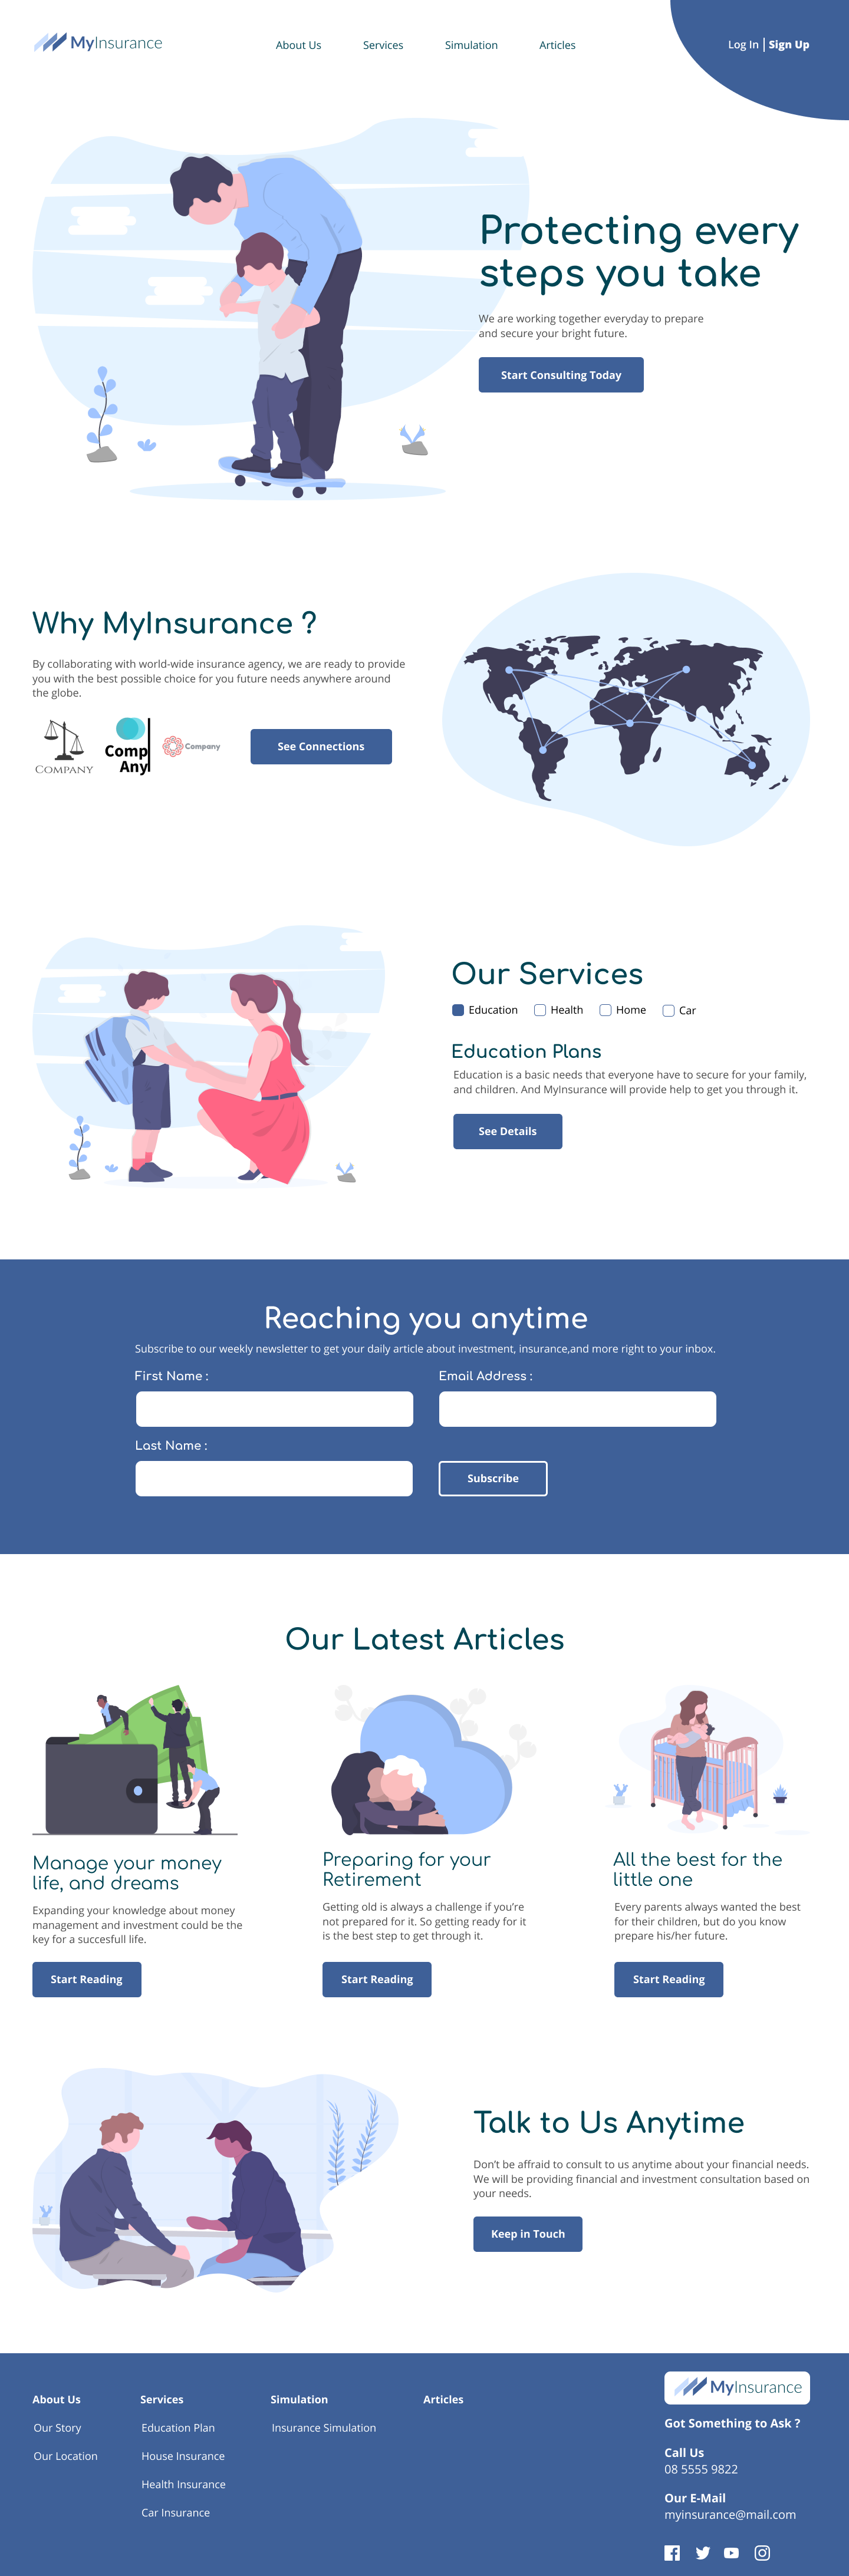 MyInsurance
About Us
Services
Simulation
Articles
Log In | Sign Up
Protecting every
steps you take
We are working together everyday to prepare
and secure your bright future.
Start Consulting Today
Why MyInsurance ?
By collaborating with world-wide insurance agency, we are ready to provide
you with the best possible choice for you future needs anywhere around
the globe.
COMPANY
Comp
Any
Company
See Connections
Our Services
Education
Health
Home
Car
Education Plans
Education is a basic needs that everyone have to secure for your family,
and children. And MyInsurance will provide help to get you through it.
See Details
Reaching you anytime
Subscribe to our weekly newsletter to get your daily article about investment, insurance,and more right to your inbox.
First Name :
Email Address :
Last Name :
Subscribe
Our Latest Articles
Manage your money
life, and dreams
Expanding your knowledge about money
management and investment could be the
key for a succesfull life.
Start Reading
Preparing for your
Retirement
Getting old is always a challenge if you’re
not prepared for it. So getting ready for it
is the best step to get through it.
Start Reading
All the best for the
little one
Every parents always wanted the best
for their children, but do you know
prepare his/her future.
Start Reading
Talk to Us Anytime
Don’t be affraid to consult to us anytime about your financial needs.
We will be providing financial and investment consultation based on
your needs.
Keep in Touch
About Us
Our Story
Our Location
Services
Education Plan
House Insurance
Health Insurance
Car Insurance
Simulation
Insurance Simulation
Articles
MyInsurance
Got Something to Ask ?
Call Us
08 5555 9822
Our E-Mail
myinsurance@mail.com